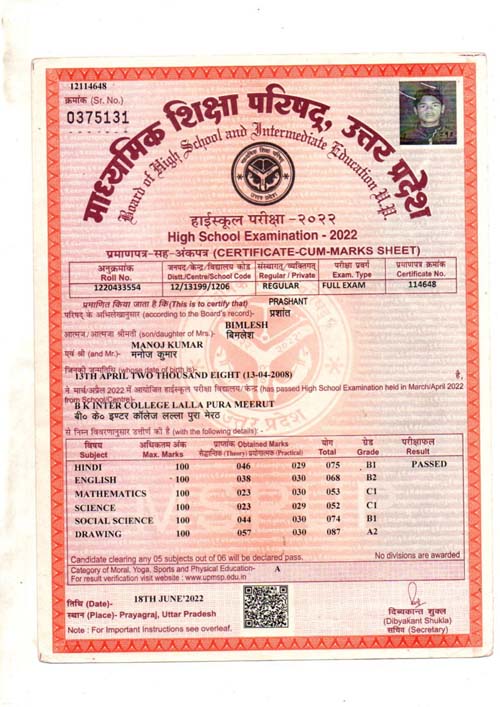 12114648
क्रमांक (Sr. No.)
0375131
माध्यमिक शिक्षा परिषद, उत्तर प्रदेश
Board of High School and Intermediate Education U.P.
हाईस्कूल परीक्षा -२०२२
High School Examination - 2022
प्रमाणपत्र-सह-अंकपत्र (CERTIFICATE-CUM-MARKS SHEET)
अनुक्रमांक जनपद/केन्द्र/विद्यालय कोड संस्थागत/व्यक्तिगत परीक्षा प्रवर्ग प्रमाणपत्र क्रमांक
Roll No. Distt./Centre/School Code Regular / Private Exam. Type Certificate No.
1220433554 12/13199/1206 REGULAR FULL EXAM 114648
प्रमाणित किया जाता है कि(This is to certify that) PRASHANT
परिषद् के अभिलेखानुसार (according to the Board's record)- प्रशांत
BIMLESH
आत्मज/आत्मजा श्रीमती (son/daughter of Mrs.)- बिमलेश
MANOJ KUMAR
एवं श्री (and Mr.)- मनोज कुमार
जिनकी जन्मतिथि (whose date of birth is)-
13TH APRIL TWO THOUSAND EIGHT (13-04-2008) है,
ने मार्च/अप्रैल 2022 में आयोजित हाईस्कूल परीक्षा विद्यालय/ केन्द्र (has passed High School Examination held in March/April 2022
from School/Centre)-
B K INTER COLLEGE LALLA PURA MEERUT
बी० के० इण्टर कॉलेज लल्ला पुरा मेरठ
से निम्न विवरणानुसार उत्तीर्ण की है (with the following details): -
विषय अधिकतम अंक प्राप्तांक Obtained Marks योग ग्रेड परीक्षाफल
Subject Max. Marks सैद्धान्तिक (Theory) प्रयोगात्मक (Practical) Total Grade Result
HINDI 100 046 029 075 B1 PASSED
ENGLISH 100 038 030 068 B2
MATHEMATICS 100 023 030 053 C1
SCIENCE 100 023 029 052 C1
SOCIAL SCIENCE 100 044 030 074 B1
DRAWING 100 057 030 087 A2
Candidate clearing any 05 subjects out of 06 will be declared pass. No divisions are awarded
Category of Moral, Yoga, Sports and Physical Education- A
For result verification visit website : www.upmsp.edu.in
तिथि (Date)- 18TH JUNE'2022
स्थान (Place)- Prayagraj, Uttar Pradesh
Note : For Important Instructions see overleaf.
दिव्यकान्त शुक्ल
(Dibyakant Shukla)
सचिव (Secretary)